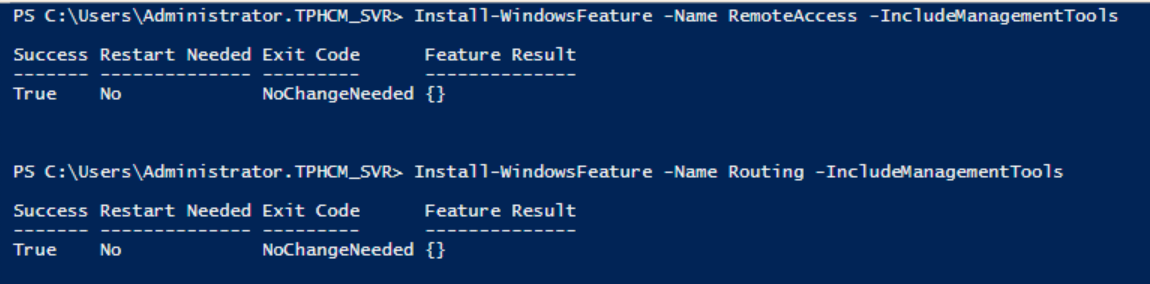 PS C:\Users\Administrator.TPHCM_SVR> Install-WindowsFeature -Name RemoteAccess -IncludeManagementTools
Success Restart Needed Exit Code      Feature Result
------- -------------- ---------      --------------
True    No             NoChangeNeeded {}
PS C:\Users\Administrator.TPHCM_SVR> Install-WindowsFeature -Name Routing -IncludeManagementTools
Success Restart Needed Exit Code      Feature Result
------- -------------- ---------      --------------
True    No             NoChangeNeeded {}